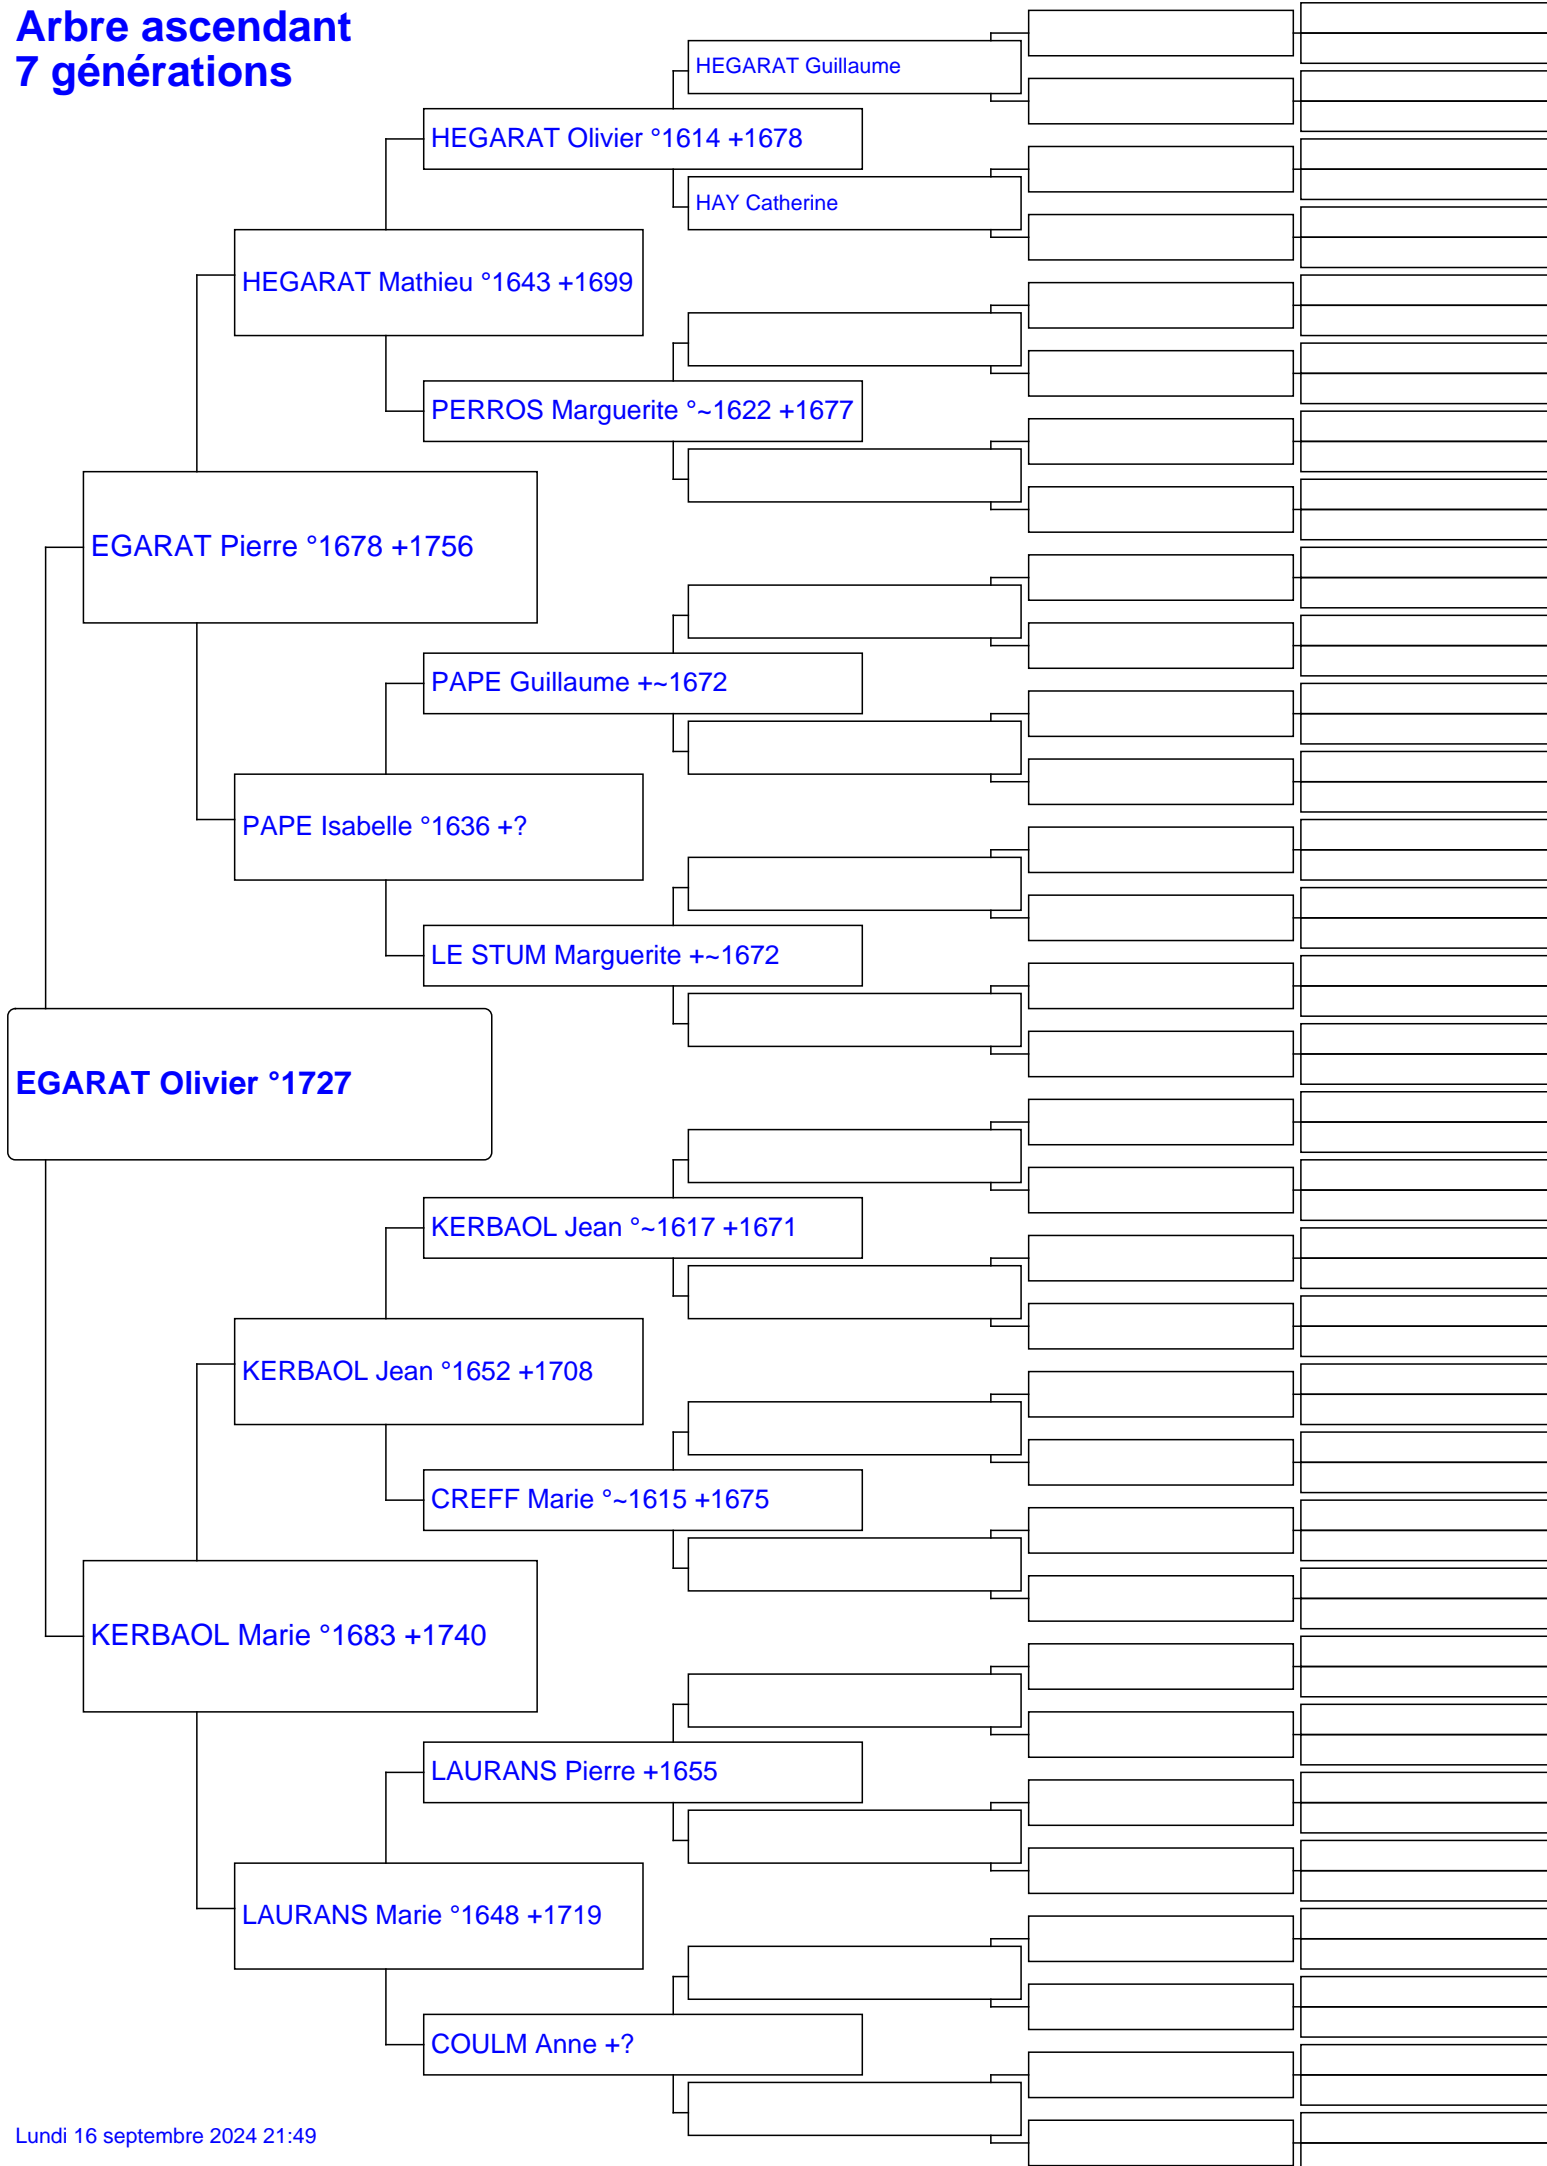 Arbre ascendant
7 générations
HEGARAT Guillaume
HEGARAT Olivier °1614 +1678
HAY Catherine
HEGARAT Mathieu °1643 +1699
PERROS Marguerite °~1622 +1677
EGARAT Pierre °1678 +1756
PAPE Guillaume +~1672
PAPE Isabelle °1636 +?
LE STUM Marguerite +~1672
EGARAT Olivier °1727
KERBAOL Jean °~1617 +1671
KERBAOL Jean °1652 +1708
CREFF Marie °~1615 +1675
KERBAOL Marie °1683 +1740
LAURANS Pierre +1655
LAURANS Marie °1648 +1719
COULM Anne +?
Lundi 16 septembre 2024 21:49